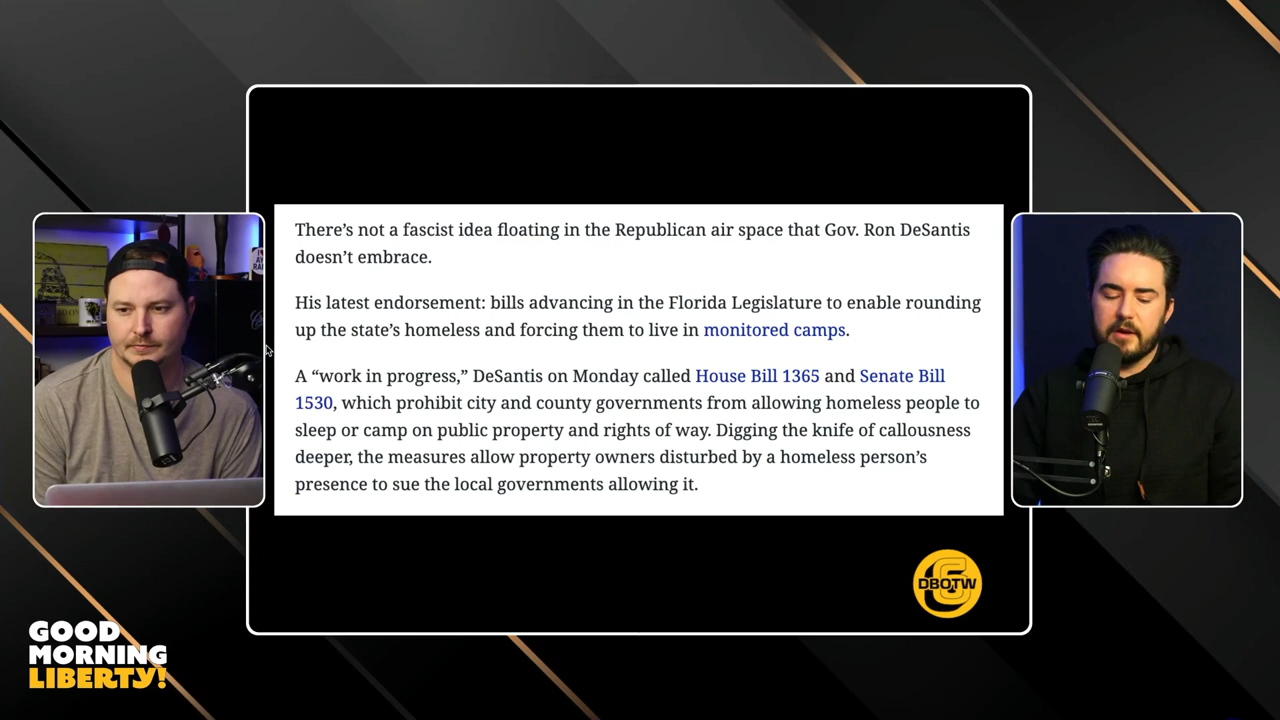 There’s not a fascist idea floating in the Republican air space that Gov. Ron DeSantis
doesn’t embrace.
His latest endorsement: bills advancing in the Florida Legislature to enable rounding
up the state’s homeless and forcing them to live in monitored camps.
A “work in progress,” DeSantis on Monday called House Bill 1365 and Senate Bill
1530, which prohibit city and county governments from allowing homeless people to
sleep or camp on public property and rights of way. Digging the knife of callousness
deeper, the measures allow property owners disturbed by a homeless person’s
presence to sue the local governments allowing it.
DBOTW
6
GOOD
MORNING
LIBERTY!